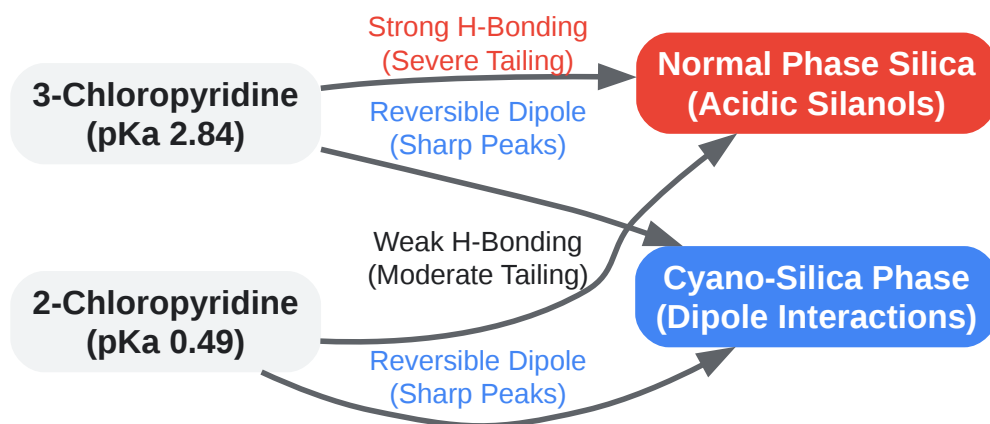 Strong H-Bonding
(Severe Tailing)
3-Chloropyridine
(pKa 2.84)
Normal Phase Silica
(Acidic Silanols)
Reversible Dipole
(Sharp Peaks)
Weak H-Bonding
(Moderate Tailing)
2-Chloropyridine
(pKa 0.49)
Cyano-Silica Phase
(Dipole Interactions)
Reversible Dipole
(Sharp Peaks)